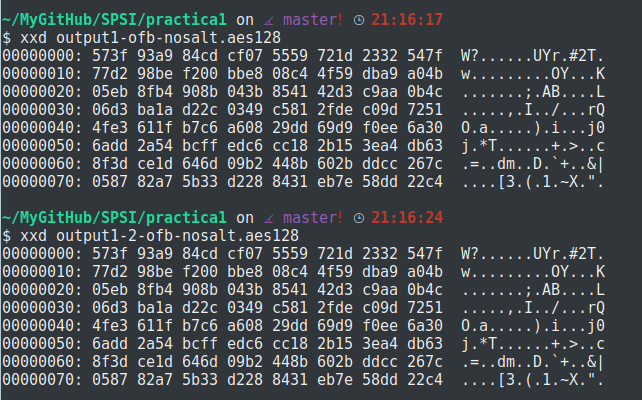 ~/MyGitHub/SPSI/practica1 on master! 21:16:17
$ xxd output1-ofb-nosalt.aes128
00000000: 573f 93a9 84cd cf07 5559 721d 2332 547f  W?......UYr.#2T.
00000010: 77d2 98be f200 bbe8 08c4 4f59 dba9 a04b  w.........OY...K
00000020: 05eb 8fb4 908b 043b 8541 42d3 c9aa 0b4c  .......;.AB....L
00000030: 06d3 ba1a d22c 0349 c581 2fde c09d 7251  .....,.I../...rQ
00000040: 4fe3 611f b7c6 a608 29dd 69d9 f0ee 6a30  O.a.....).i...j0
00000050: 6add 2a54 bcff edc6 cc18 2b15 3ea4 db63  j.*T......+.>..c
00000060: 8f3d ce1d 646d 09b2 448b 602b ddcc 267c  .=..dm..D.`+..&|
00000070: 0587 82a7 5b33 d228 8431 eb7e 58dd 22c4  ....[3.(.1.~X.".
~/MyGitHub/SPSI/practica1 on master! 21:16:24
$ xxd output1-2-ofb-nosalt.aes128
00000000: 573f 93a9 84cd cf07 5559 721d 2332 547f  W?......UYr.#2T.
00000010: 77d2 98be f200 bbe8 08c4 4f59 dba9 a04b  w.........OY...K
00000020: 05eb 8fb4 908b 043b 8541 42d3 c9aa 0b4c  .......;.AB....L
00000030: 06d3 ba1a d22c 0349 c581 2fde c09d 7251  .....,.I../...rQ
00000040: 4fe3 611f b7c6 a608 29dd 69d9 f0ee 6a30  O.a.....).i...j0
00000050: 6add 2a54 bcff edc6 cc18 2b15 3ea4 db63  j.*T......+.>..c
00000060: 8f3d ce1d 646d 09b2 448b 602b ddcc 267c  .=..dm..D.`+..&|
00000070: 0587 82a7 5b33 d228 8431 eb7e 58dd 22c4  ....[3.(.1.~X.".